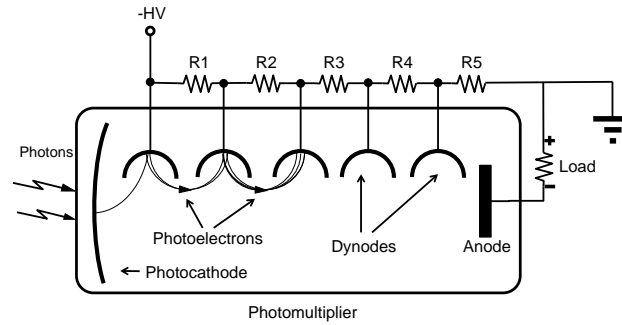 -HV
R1 R2 R3 R4 R5
+
Photons
Load
-
Photoelectrons
Dynodes
Anode
Photocathode
Photomultiplier